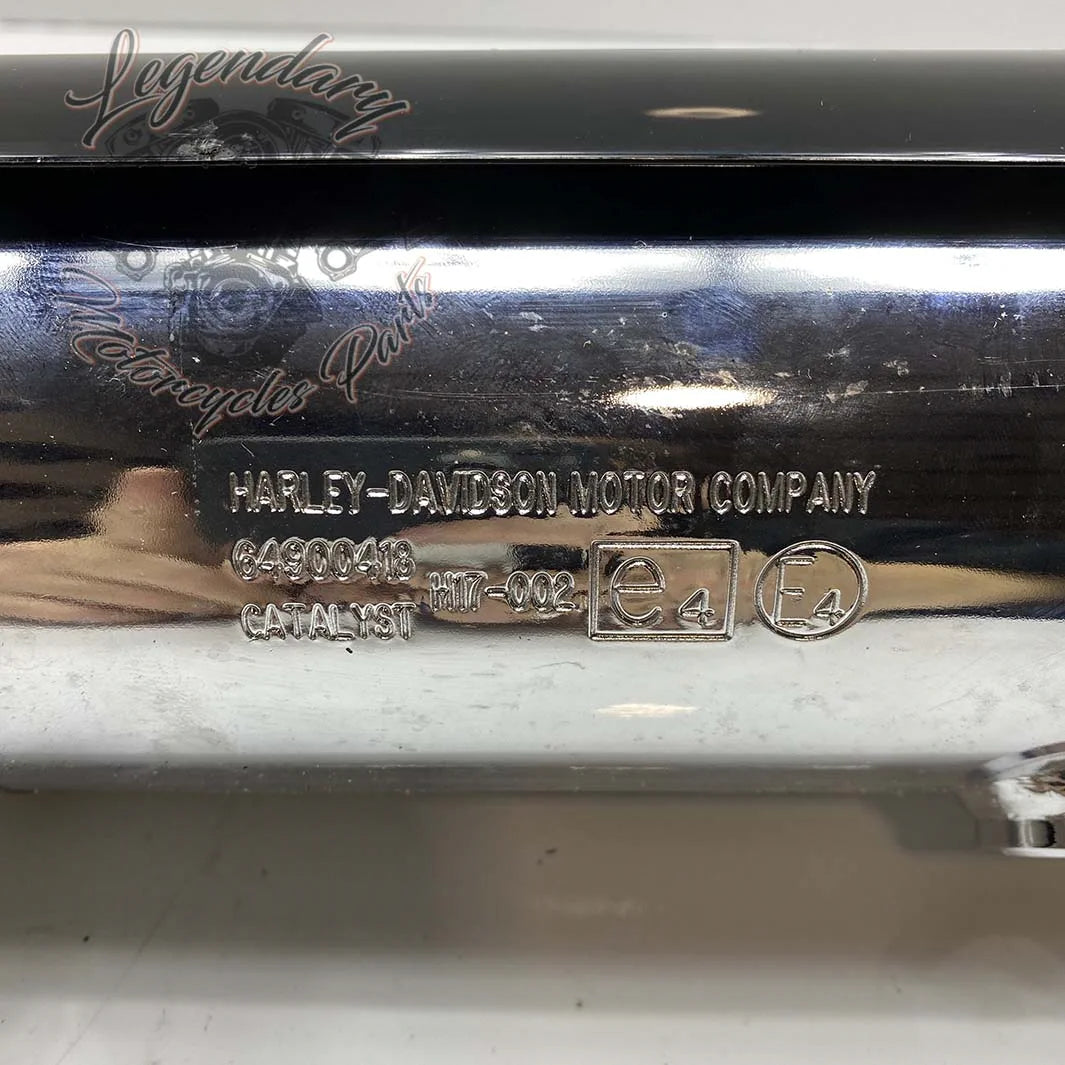 Legendary
Motorcycles Parts
HARLEY-DAVIDSON MOTOR COMPANY
64900418
H17-002
e4
E4
CATALYST